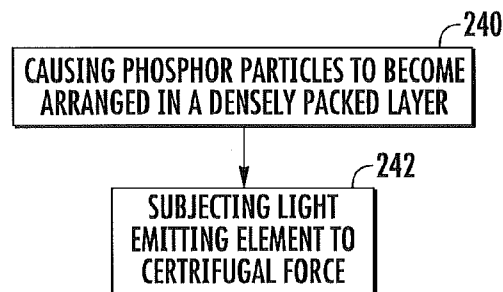 240
CAUSING PHOSPHOR PARTICLES TO BECOME
ARRANGED IN A DENSELY PACKED LAYER
242
SUBJECTING LIGHT
EMITTING ELEMENT TO
CERTRIFUGAL FORCE